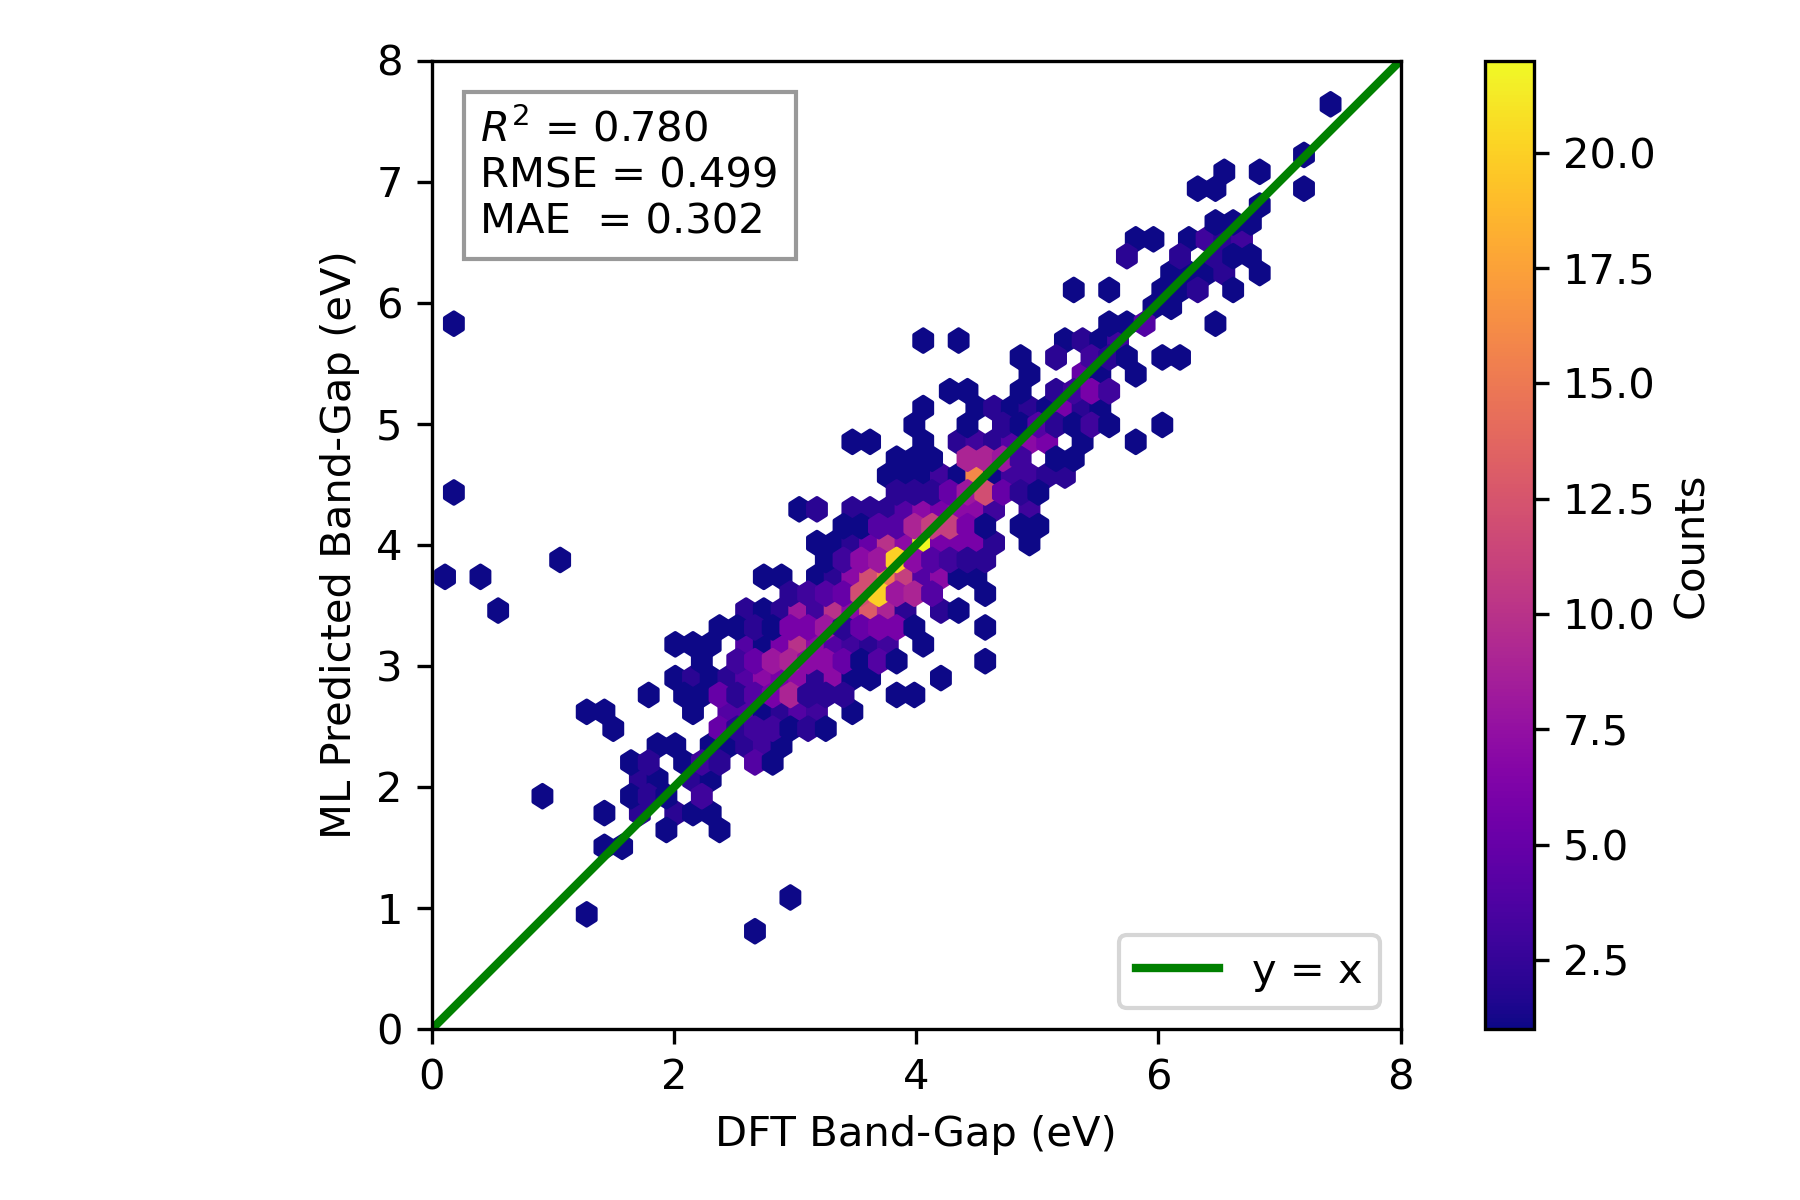 R² = 0.780
RMSE = 0.499
MAE = 0.302
8
7
6
5
4
3
2
1
0
ML Predicted Band-Gap (eV)
0 2 4 6 8
DFT Band-Gap (eV)
y = x
20.0
17.5
15.0
12.5
10.0
7.5
5.0
2.5
Counts